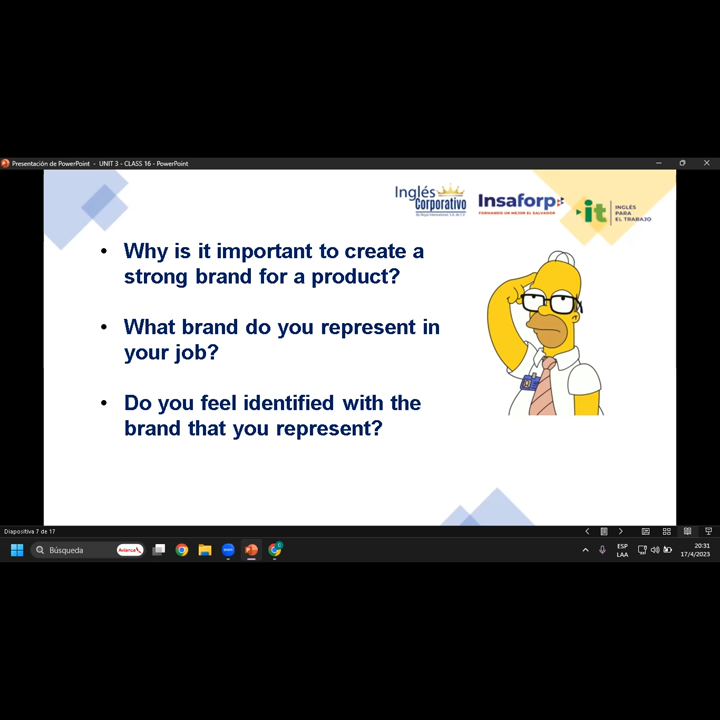 Presentación de PowerPoint - UNIT 3 - CLASS 16 - PowerPoint
Inglés
Corporativo
Insaforp
FORMANDO UN MEJOR EL SALVADOR
it
INGLÉS
PARA
EL TRABAJO
• Why is it important to create a
strong brand for a product?
• What brand do you represent in
your job?
• Do you feel identified with the
brand that you represent?
Diapositiva 7 de 17
Búsqueda
Avianca
ESP
LAA
20:31
17/4/2023